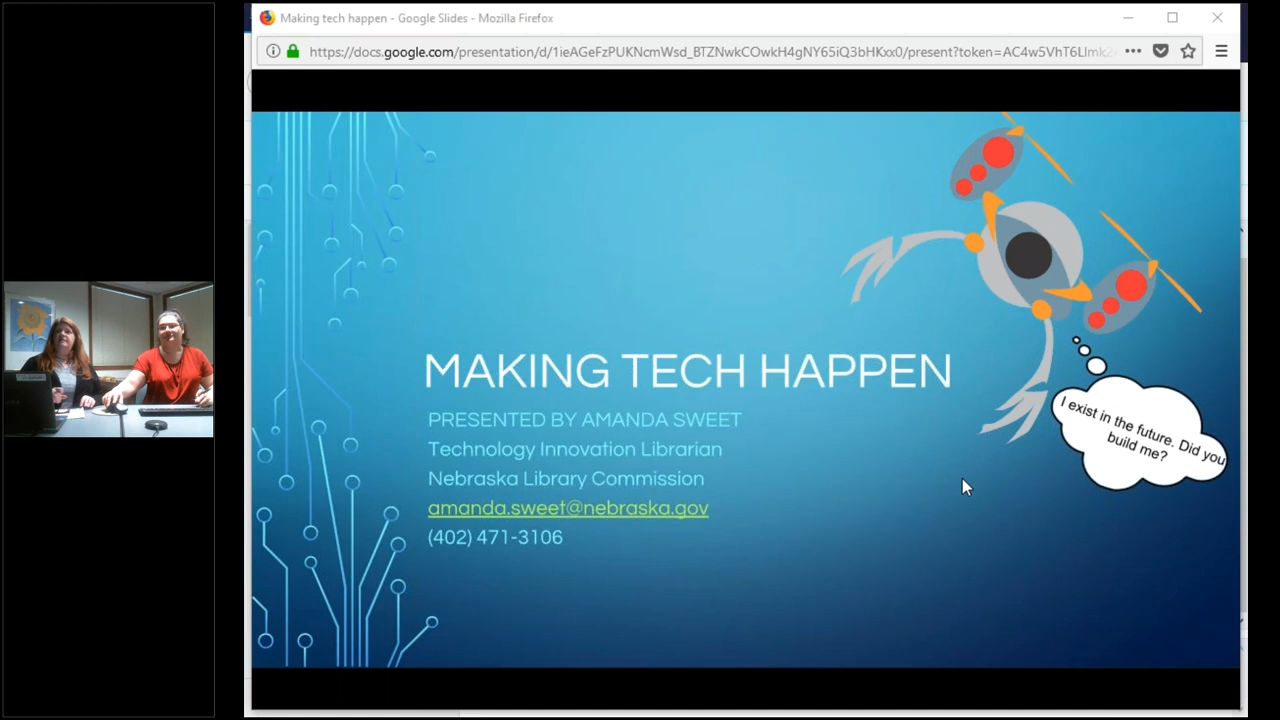 Making tech happen - Google Slides - Mozilla Firefox
https://docs.google.com/presentation/d/1ieAGeFzPUKNcmWsd_BTZNwkCOwkH4gNY65iQ3bHKxx0/present?token=AC4w5VhT6LImk2
MAKING TECH HAPPEN
PRESENTED BY AMANDA SWEET
Technology Innovation Librarian
Nebraska Library Commission
amanda.sweet@nebraska.gov
(402) 471-3106
I exist in the future. Did you
build me?